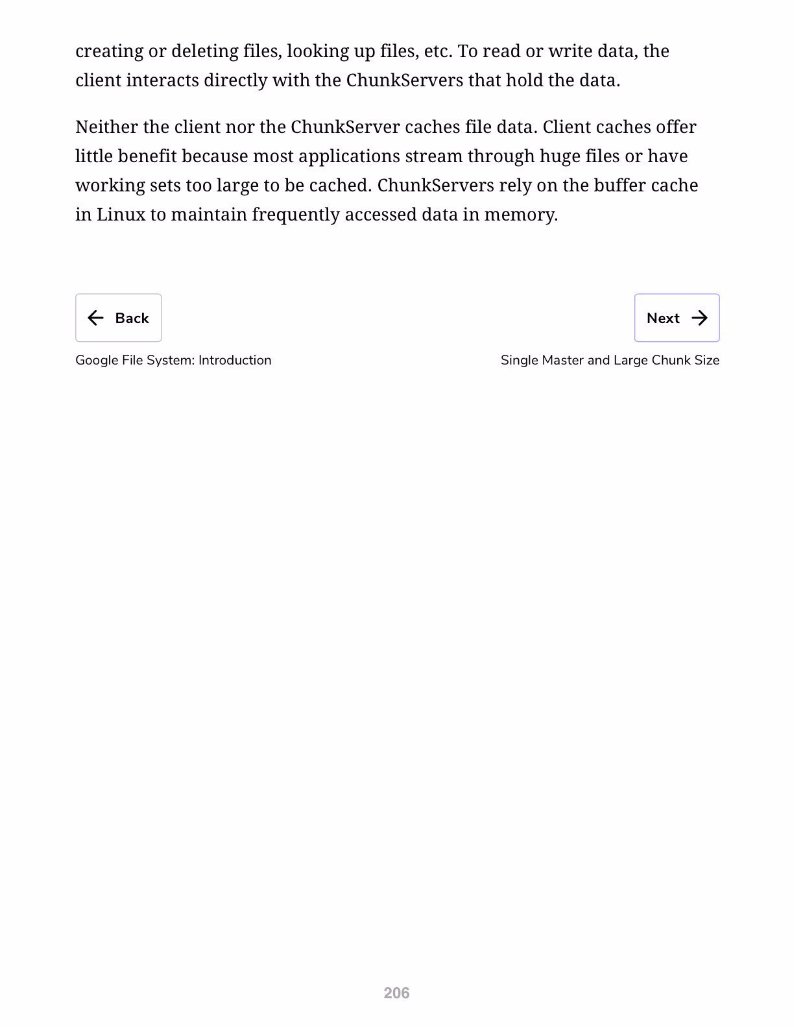 creating or deleting files, looking up files, etc. To read or write data, the
client interacts directly with the ChunkServers that hold the data.
Neither the client nor the ChunkServer caches file data. Client caches offer
little benefit because most applications stream through huge files or have
working sets too large to be cached. ChunkServers rely on the buffer cache
in Linux to maintain frequently accessed data in memory.
← Back
Next →
Google File System: Introduction
Single Master and Large Chunk Size
206